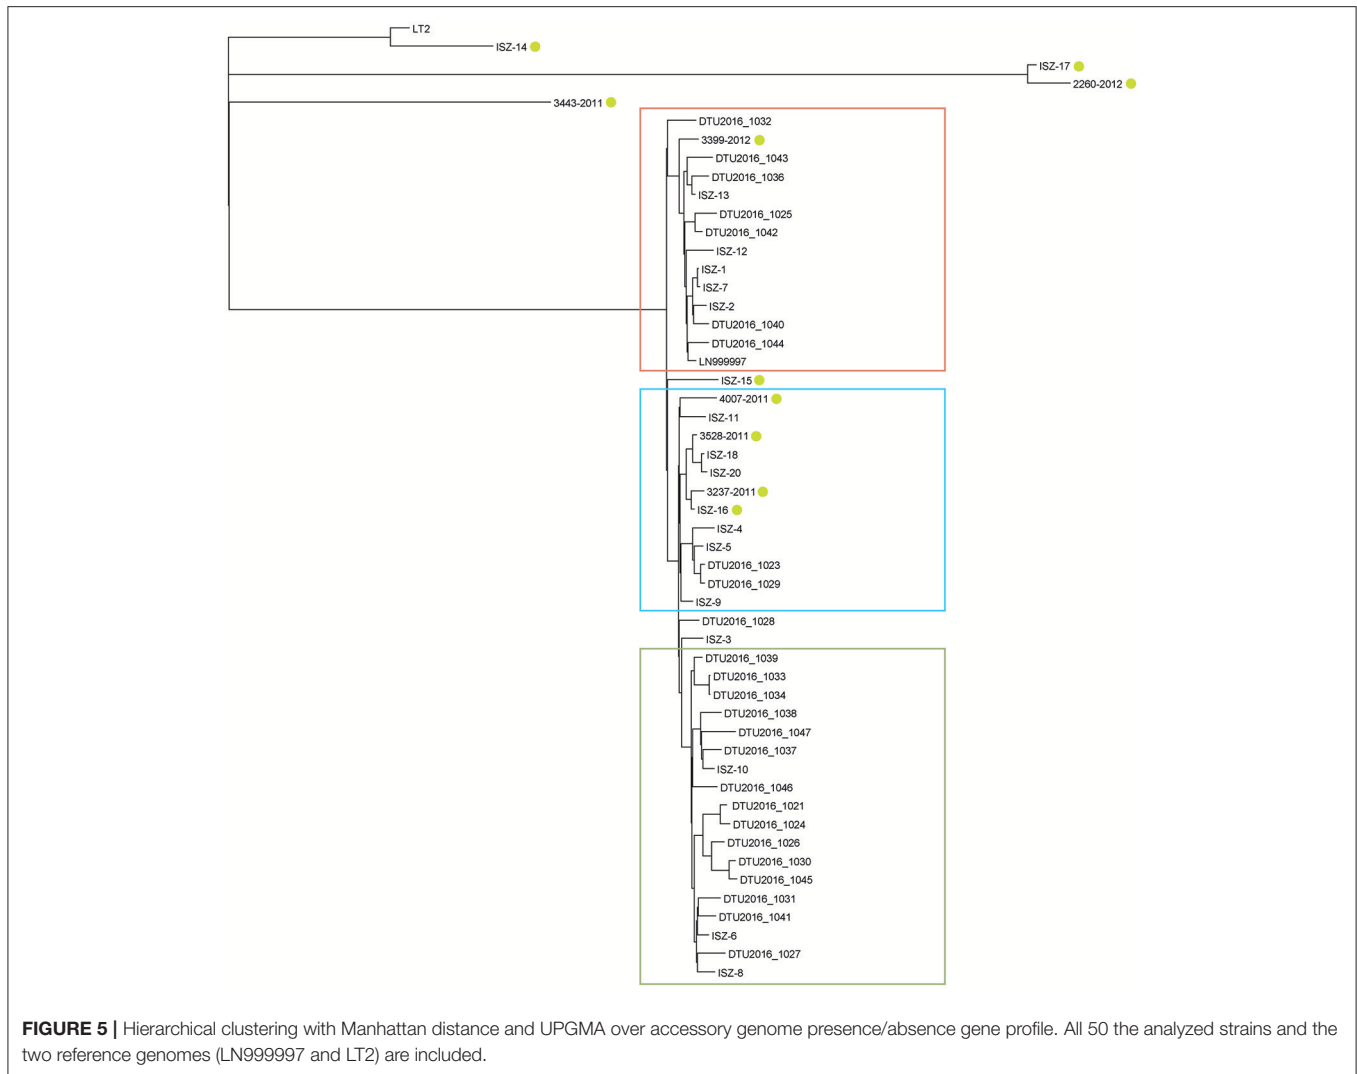 LT2
ISZ-14
ISZ-17
2260-2012
3443-2011
DTU2016_1032
3399-2012
DTU2016_1043
DTU2016_1036
ISZ-13
DTU2016_1025
DTU2016_1042
ISZ-12
ISZ-1
ISZ-7
ISZ-2
DTU2016_1040
DTU2016_1044
LN999997
ISZ-15
4007-2011
ISZ-11
3528-2011
ISZ-18
ISZ-20
3237-2011
ISZ-16
ISZ-4
ISZ-5
DTU2016_1023
DTU2016_1029
ISZ-9
DTU2016_1028
ISZ-3
DTU2016_1039
DTU2016_1033
DTU2016_1034
DTU2016_1038
DTU2016_1047
DTU2016_1037
ISZ-10
DTU2016_1046
DTU2016_1021
DTU2016_1024
DTU2016_1026
DTU2016_1030
DTU2016_1045
DTU2016_1031
DTU2016_1041
ISZ-6
DTU2016_1027
ISZ-8
FIGURE 5 | Hierarchical clustering with Manhattan distance and UPGMA over accessory genome presence/absence gene profile. All 50 the analyzed strains and the
two reference genomes (LN999997 and LT2) are included.